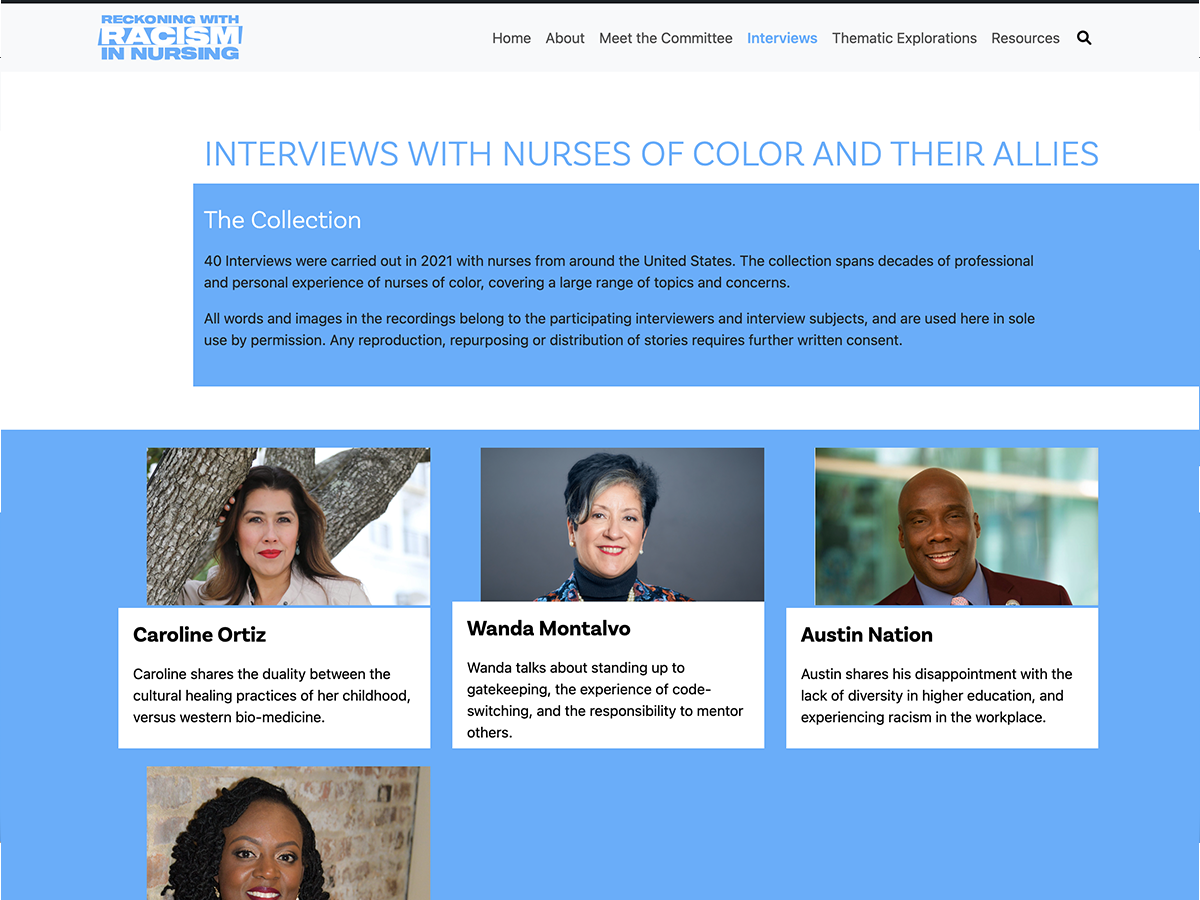 RECKONING WITH
RACISM
IN NURSING
Home About Meet the Committee Interviews Thematic Explorations Resources
INTERVIEWS WITH NURSES OF COLOR AND THEIR ALLIES
The Collection
40 Interviews were carried out in 2021 with nurses from around the United States. The collection spans decades of professional
and personal experience of nurses of color, covering a large range of topics and concerns.
All words and images in the recordings belong to the participating interviewers and interview subjects, and are used here in sole
use by permission. Any reproduction, repurposing or distribution of stories requires further written consent.
Caroline Ortiz
Caroline shares the duality between the
cultural healing practices of her childhood,
versus western bio-medicine.
Wanda Montalvo
Wanda talks about standing up to
gatekeeping, the experience of code-
switching, and the responsibility to mentor
others.
Austin Nation
Austin shares his disappointment with the
lack of diversity in higher education, and
experiencing racism in the workplace.